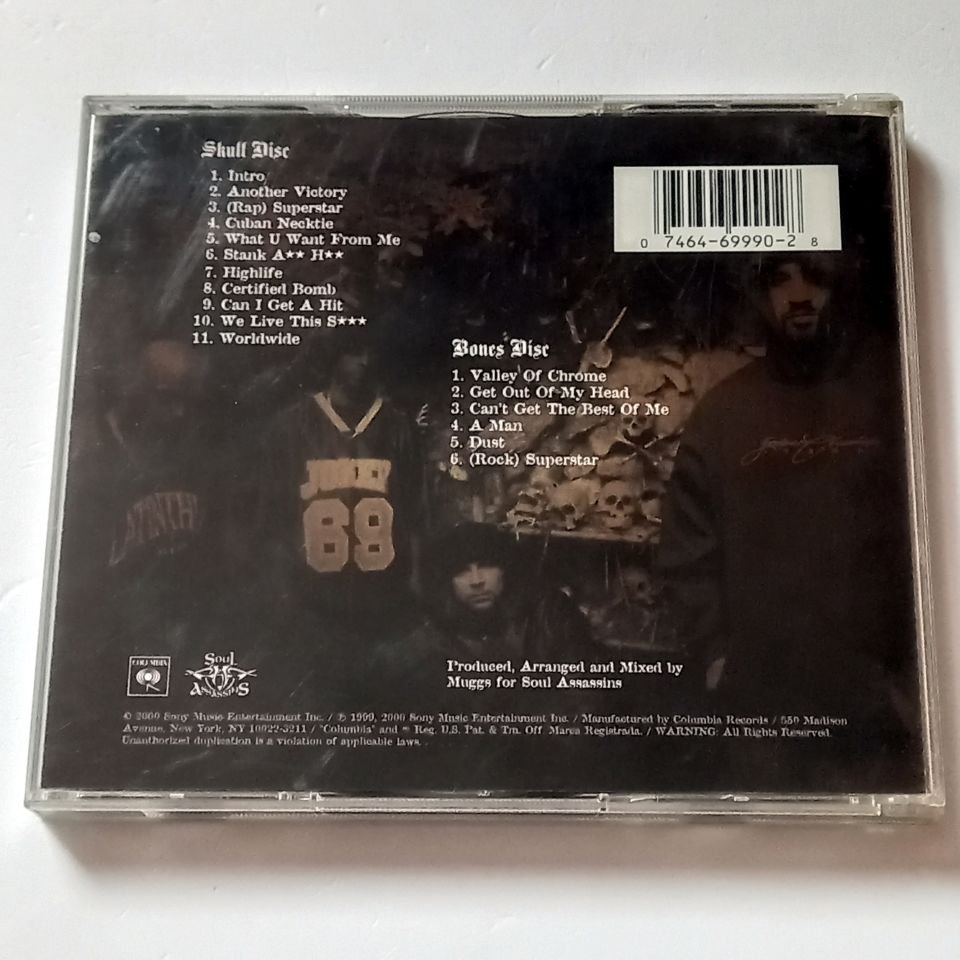 Skull Disc
1. Intro
2. Another Victory
3. (Rap) Superstar
4. Cuban Necktie
5. What U Want From Me
6. Stank A★★ H★★
7. Highlife
8. Certified Bomb
9. Can I Get A Hit
10. We Live This S★★★
11. Worldwide
0 7464-69990-2 8
Bones Disc
1. Valley Of Chrome
2. Get Out Of My Head
3. Can't Get The Best Of Me
4. A Man
5. Dust
6. (Rock) Superstar
69
COLUMBIA
Soul
Assassins
Produced, Arranged and Mixed by
Muggs for Soul Assassins
© 2000 Sony Music Entertainment Inc. / ℗ 1999, 2000 Sony Music Entertainment Inc. / Manufactured by Columbia Records / 550 Madison
Avenue, New York, NY 10022-3211 / "Columbia" and Reg. U.S. Pat. & Tm. Off. Marca Registrada. / WARNING: All Rights Reserved.
Unauthorized duplication is a violation of applicable laws.